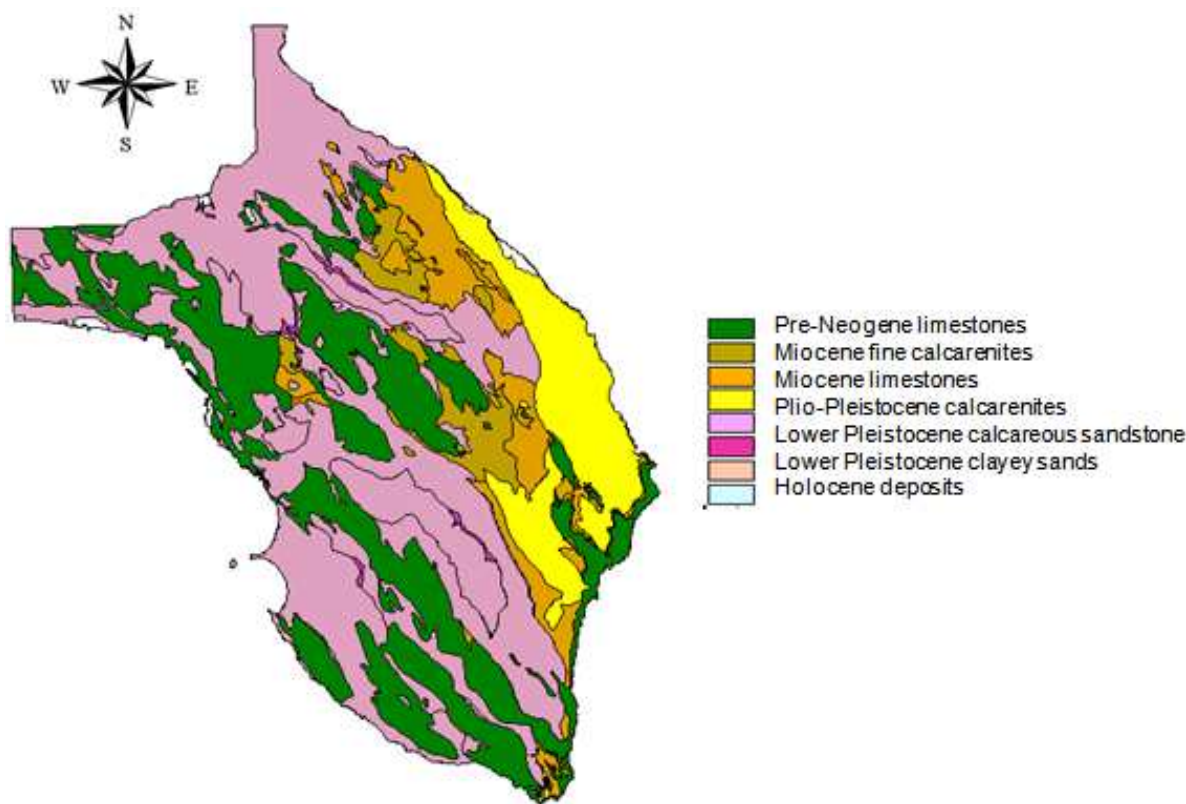 N
W E
S
Pre-Neogene limestones
Miocene fine calcarenites
Miocene limestones
Plio-Pleistocene calcarenites
Lower Pleistocene calcareous sandstone
Lower Pleistocene clayey sands
Holocene deposits